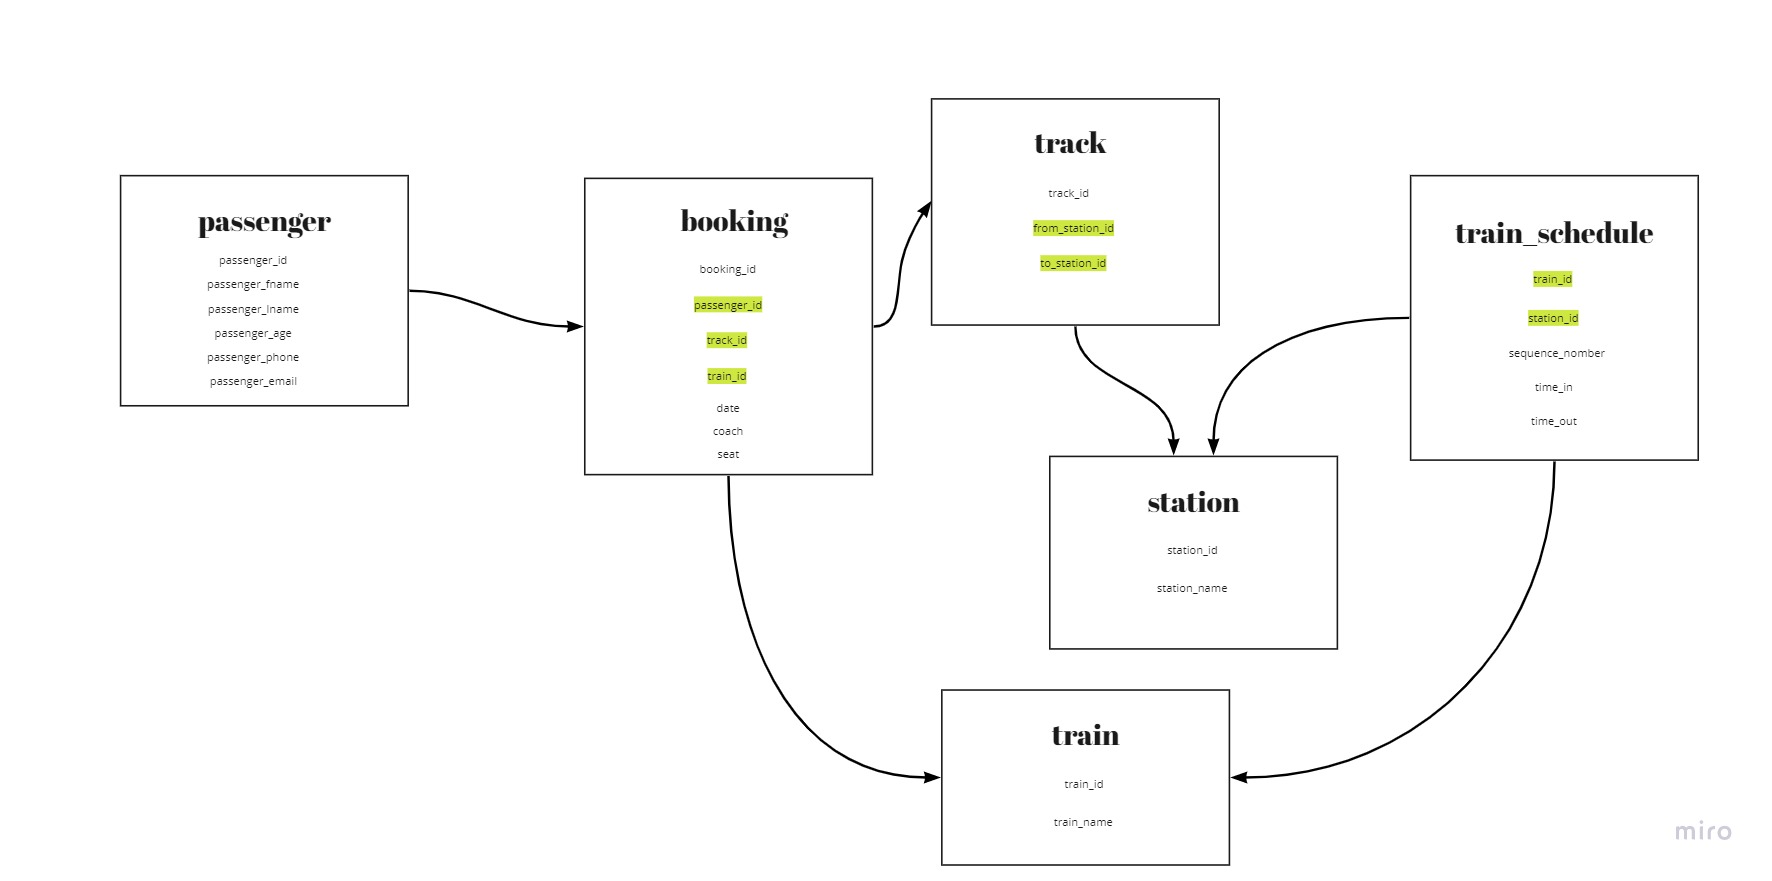 passenger
passenger_id
passenger_fname
passenger_lname
passenger_age
passenger_phone
passenger_email
booking
booking_id
passenger_id
track_id
train_id
date
coach
seat
track
track_id
from_station_id
to_station_id
train_schedule
train_id
station_id
sequence_nomber
time_in
time_out
station
station_id
station_name
train
train_id
train_name
miro